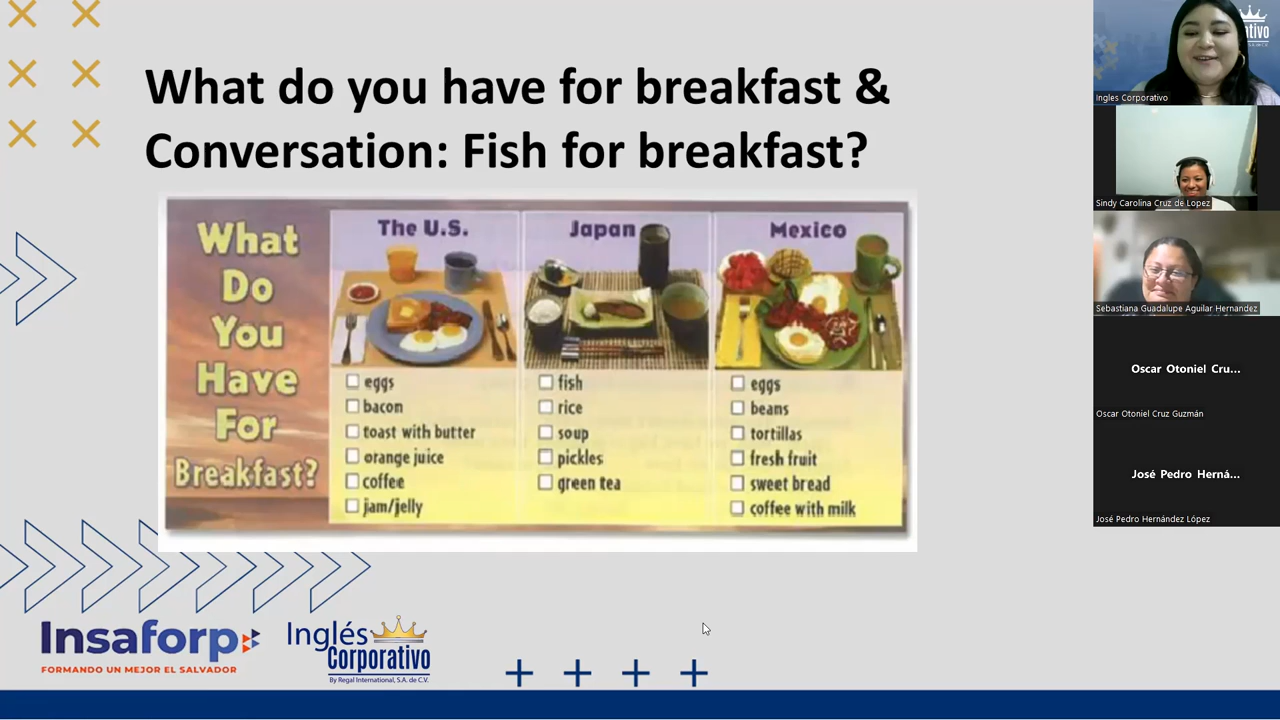 What do you have for breakfast &
Conversation: Fish for breakfast?
What
Do
You
Have
For
Breakfast?
The U.S.
eggs
bacon
toast with butter
orange juice
coffee
jam/jelly
Japan
fish
rice
soup
pickles
green tea
Mexico
eggs
beans
tortillas
fresh fruit
sweet bread
coffee with milk
Insaforp
FORMANDO UN MEJOR EL SALVADOR
Inglés
Corporativo
By Regal International, S.A. de C.V.
Ingles Corporativo
Sindy Carolina Cruz de Lopez
Sebastiana Guadalupe Aguilar Hernandez
Oscar Otoniel Cru...
Oscar Otoniel Cruz Guzmán
José Pedro Herná...
José Pedro Hernández López